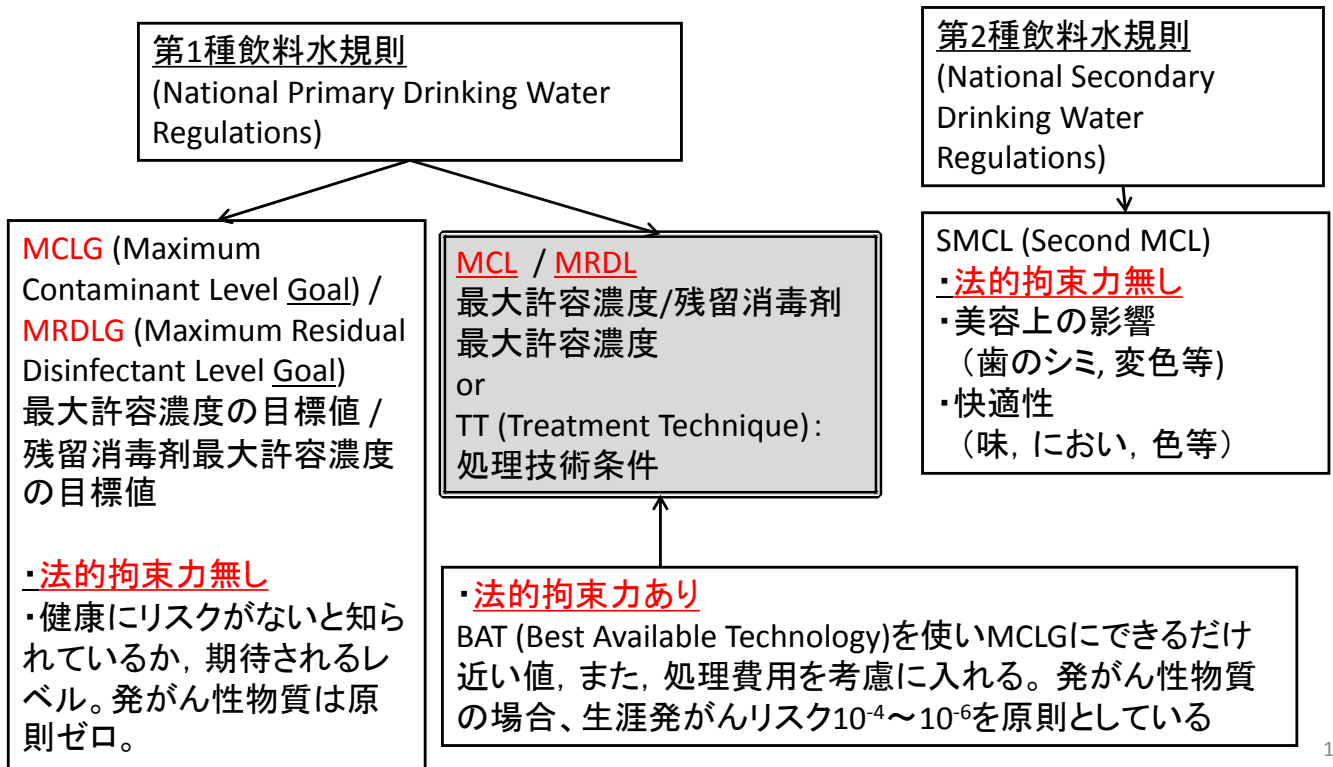 第1種飲料水規則
(National Primary Drinking Water
Regulations)
第2種飲料水規則
(National Secondary
Drinking Water
Regulations)
MCLG (Maximum
Contaminant Level Goal) /
MRDLG (Maximum Residual
Disinfectant Level Goal)
最大許容濃度の目標値 /
残留消毒剤最大許容濃度
の目標値
・法的拘束力無し
・健康にリスクがないと知ら
れているか，期待されるレ
ベル。発がん性物質は原
則ゼロ。
MCL / MRDL
最大許容濃度/残留消毒剤
最大許容濃度
or
TT (Treatment Technique)：
処理技術条件
SMCL (Second MCL)
・法的拘束力無し
・美容上の影響
（歯のシミ, 変色等)
・快適性
（味，におい，色等）
・法的拘束力あり
BAT (Best Available Technology)を使いMCLGにできるだけ
近い値，また，処理費用を考慮に入れる。発がん性物質
の場合、生涯発がんリスク10⁻⁴～10⁻⁶を原則としている
1